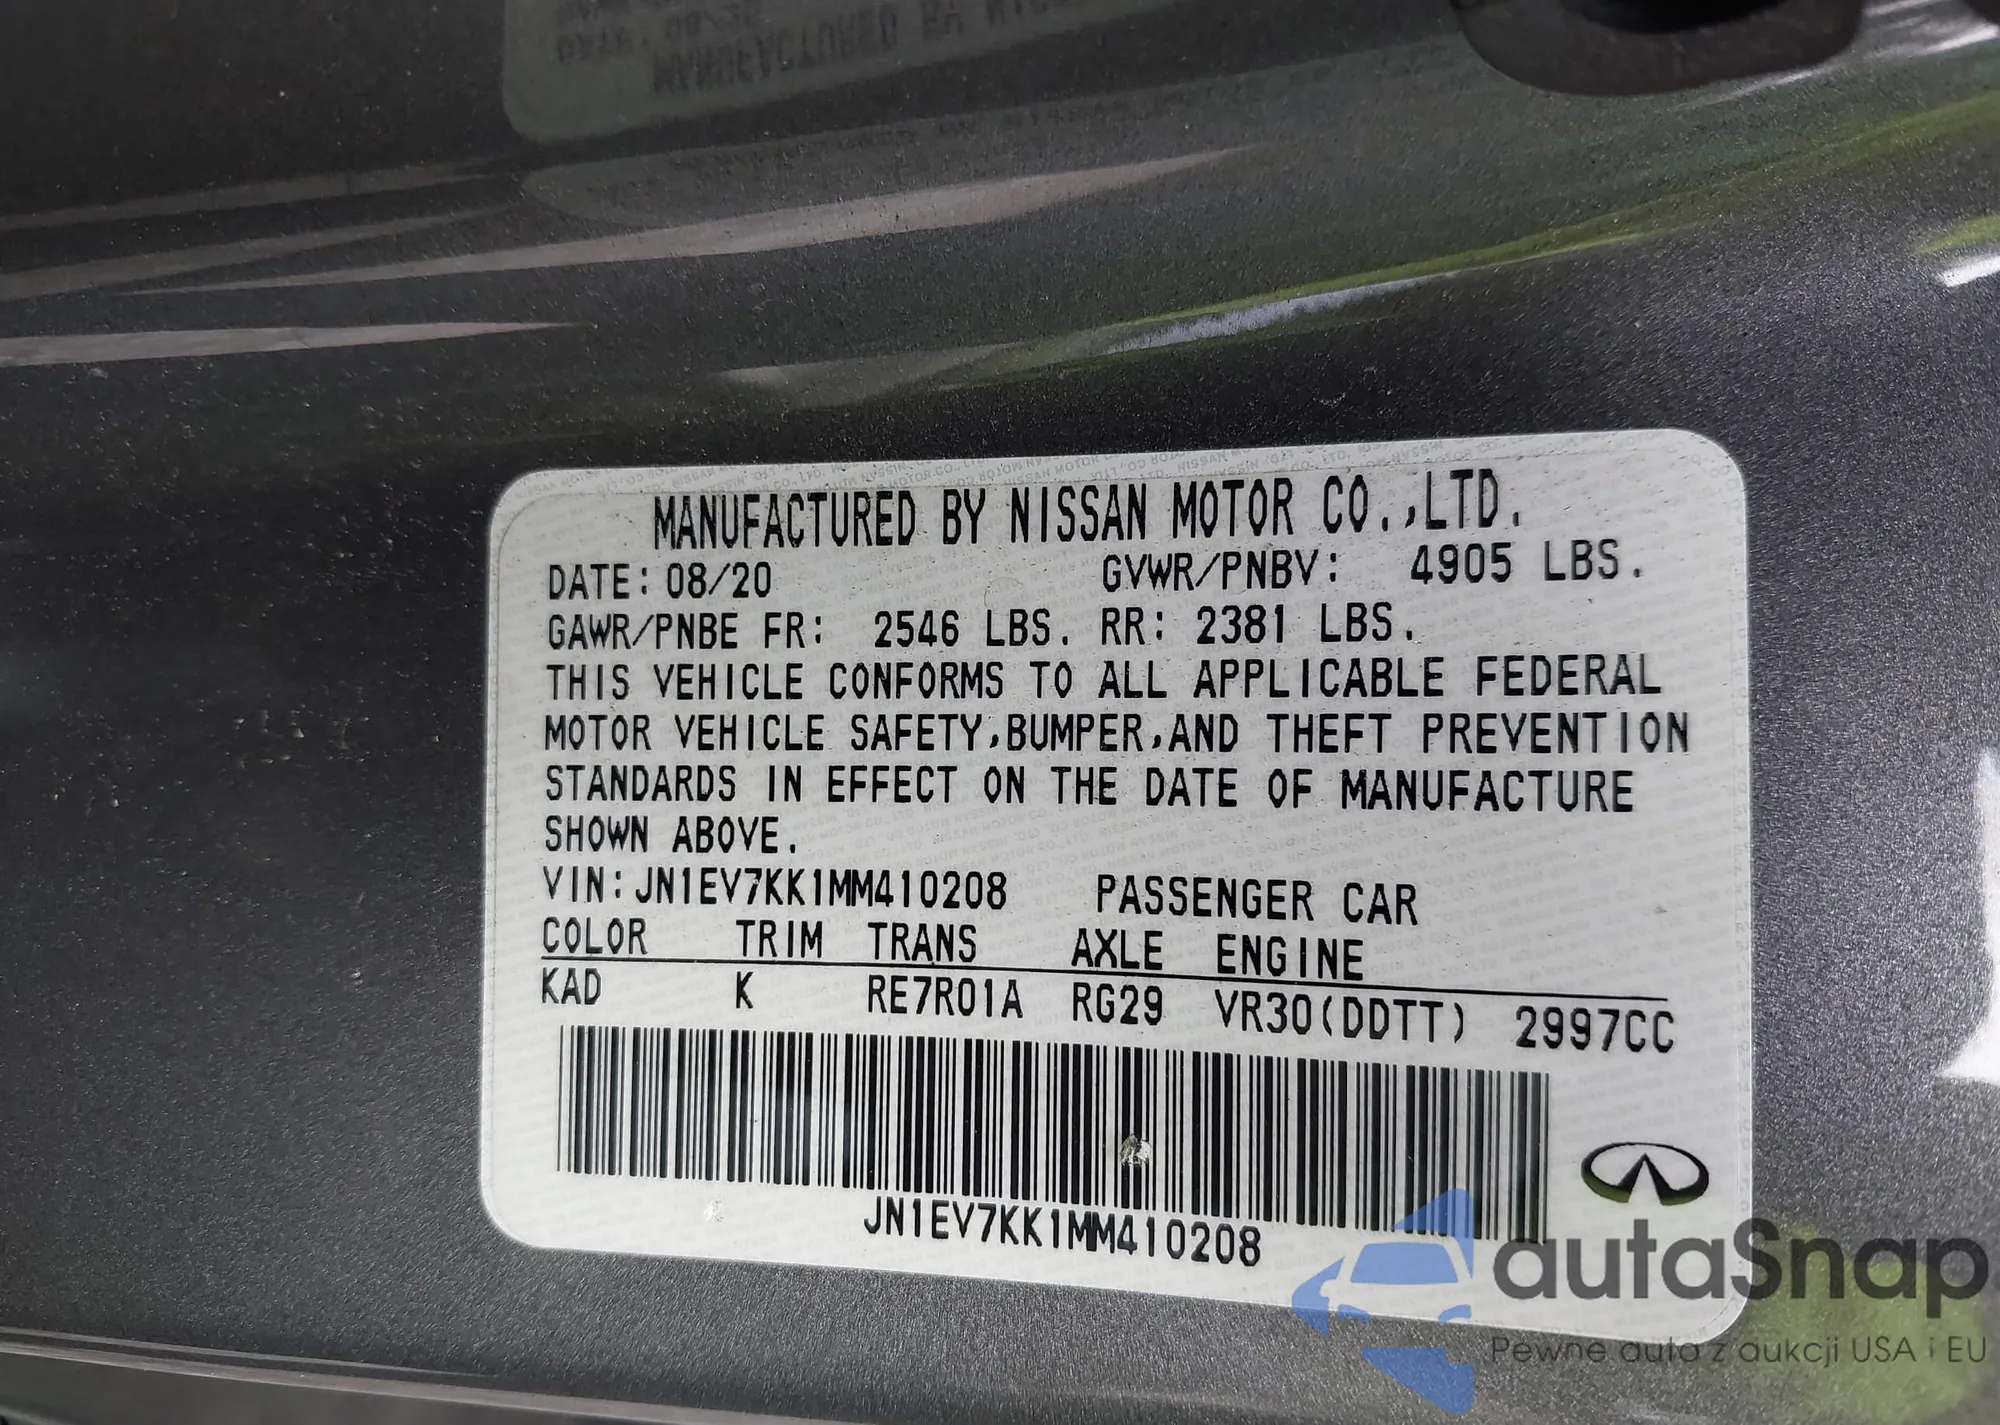 MANUFACTURED BY NISSAN MOTOR CO.,LTD.
DATE: 08/20 GVWR/PNBV: 4905 LBS.
GAWR/PNBE FR: 2546 LBS. RR: 2381 LBS.
THIS VEHICLE CONFORMS TO ALL APPLICABLE FEDERAL
MOTOR VEHICLE SAFETY,BUMPER,AND THEFT PREVENTION
STANDARDS IN EFFECT ON THE DATE OF MANUFACTURE
SHOWN ABOVE.
VIN:JN1EV7KK1MM410208 PASSENGER CAR
COLOR TRIM TRANS AXLE ENGINE
KAD K RE7R01A RG29 VR30(DDTT) 2997CC
JN1EV7KK1MM410208
autaSnap
Pewne auta z aukcji USA i EU